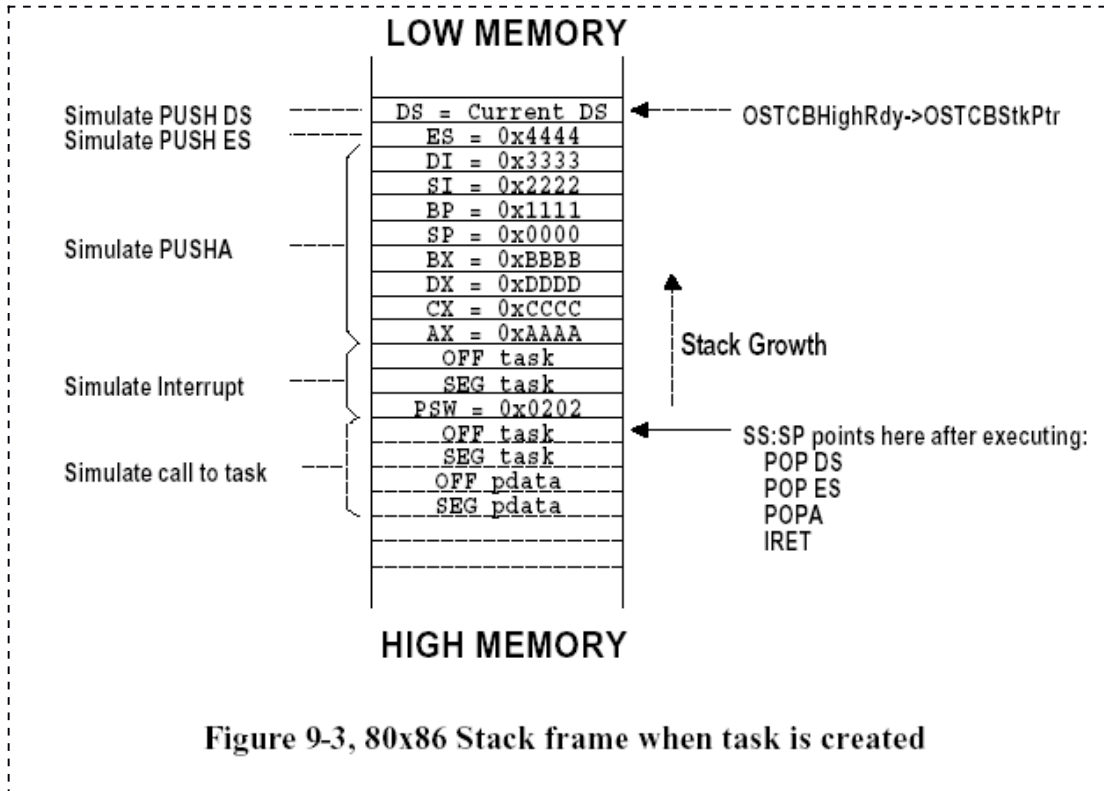 LOW MEMORY
Simulate PUSH DS
DS = Current DS
OSTCBHighRdy->OSTCBStkPtr
Simulate PUSH ES
ES = 0x4444
DI = 0x3333
SI = 0x2222
BP = 0x1111
Simulate PUSHA
SP = 0x0000
BX = 0xBBBB
DX = 0xDDDD
CX = 0xCCCC
AX = 0xAAAA
Stack Growth
OFF task
Simulate Interrupt
SEG task
PSW = 0x0202
OFF task
SS:SP points here after executing:
Simulate call to task
SEG task
POP DS
OFF pdata
POP ES
SEG pdata
POPA
IRET
HIGH MEMORY
Figure 9-3, 80x86 Stack frame when task is created